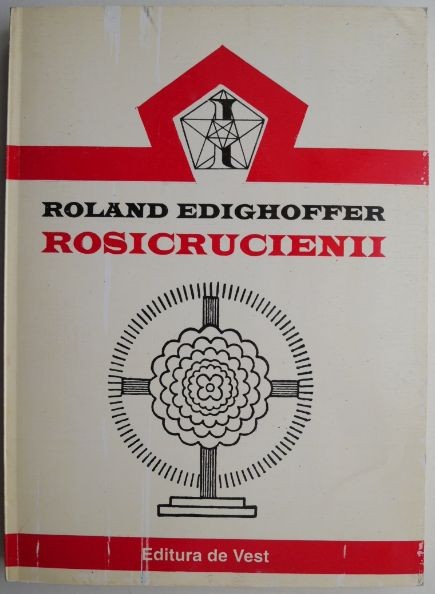 ROLAND EDIGHOFFER
ROSICRUCIENII
Editura de Vest